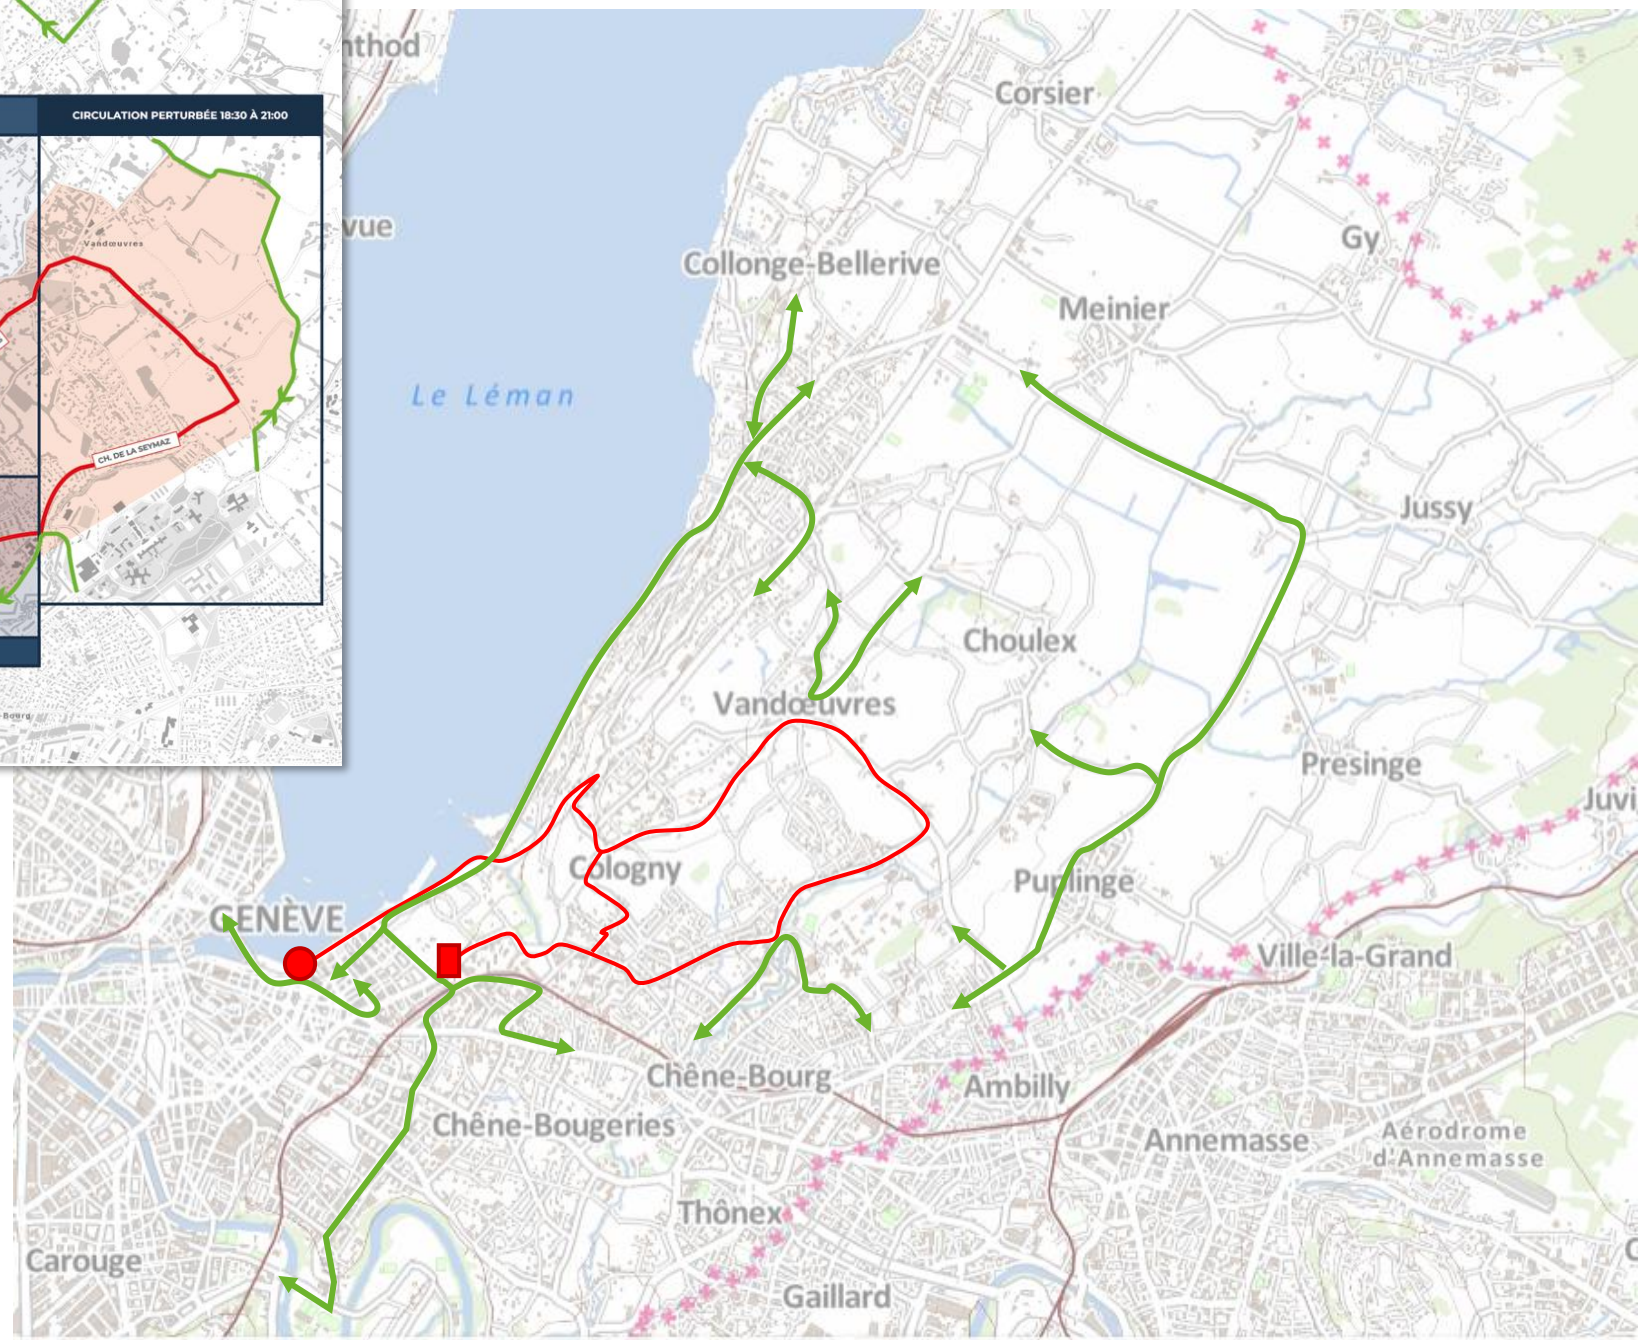 CIRCULATION PERTURBÉE 18:30 À 21:00
Vandœuvres
CH. DE LA SEYMAZ
-Bourg
nthod
vue
Corsier
Gy
Collonge-Bellerive
Meinier
Le Léman
Jussy
Choulex
Vandœuvres
Presinge
Juvi
Cologny
Puplinge
GENÈVE
Ville-la-Grand
Chêne-Bourg
Ambilly
Chêne-Bougeries
Annemasse
Aérodrome
d'Annemasse
Thônex
Carouge
Gaillard